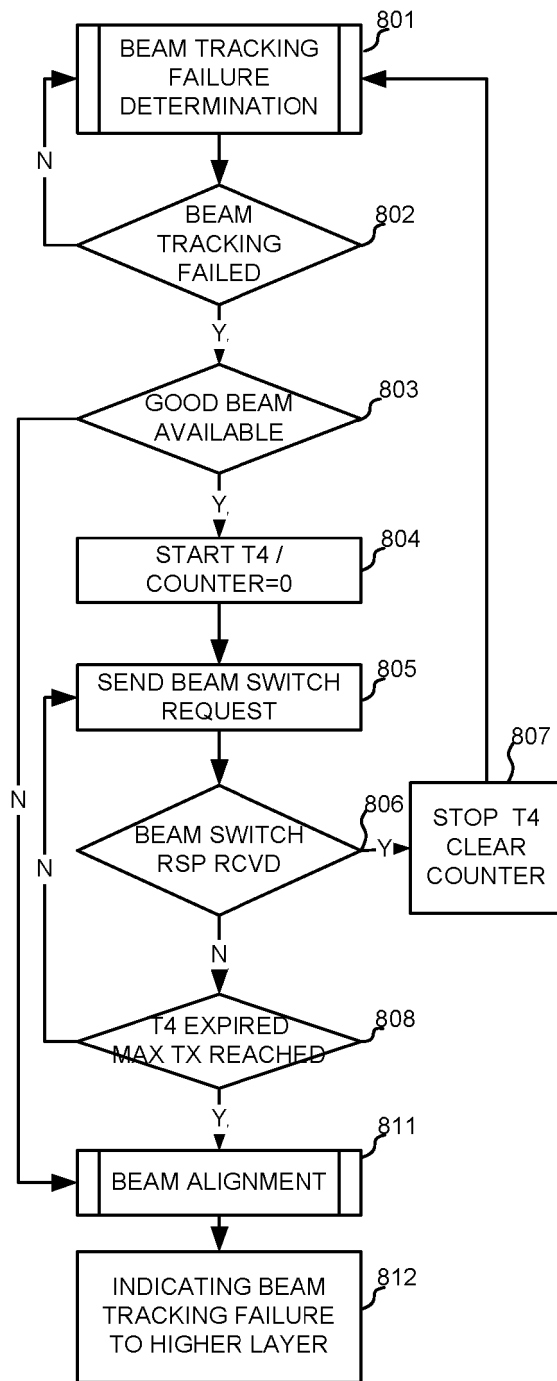 801
BEAM TRACKING
FAILURE
DETERMINATION
N
802
BEAM
TRACKING
FAILED
Y,
803
GOOD BEAM
AVAILABLE
Y,
804
START T4 /
COUNTER=0
805
SEND BEAM SWITCH
REQUEST
807
N
806
BEAM SWITCH
RSP RCVD
Y
STOP T4
CLEAR
COUNTER
N
N
808
T4 EXPIRED
MAX TX REACHED
Y,
811
BEAM ALIGNMENT
812
INDICATING BEAM
TRACKING FAILURE
TO HIGHER LAYER